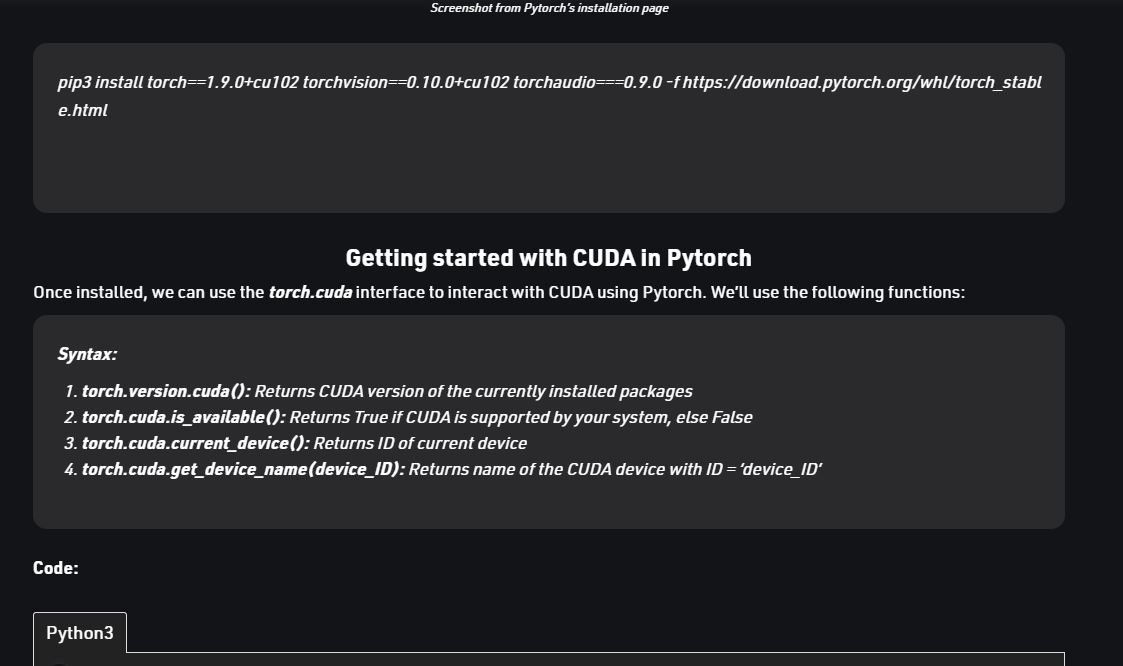 Screenshot from Pytorch's installation page
pip3 install torch==1.9.0+cu102 torchvision==0.10.0+cu102 torchaudio===0.9.0 -f https://download.pytorch.org/whl/torch_stabl
e.html
Getting started with CUDA in Pytorch
Once installed, we can use the torch.cuda interface to interact with CUDA using Pytorch. We'll use the following functions:
Syntax:
1. torch.version.cuda(): Returns CUDA version of the currently installed packages
2. torch.cuda.is_available(): Returns True if CUDA is supported by your system, else False
3. torch.cuda.current_device(): Returns ID of current device
4. torch.cuda.get_device_name(device_ID): Returns name of the CUDA device with ID = 'device_ID'
Code:
Python3